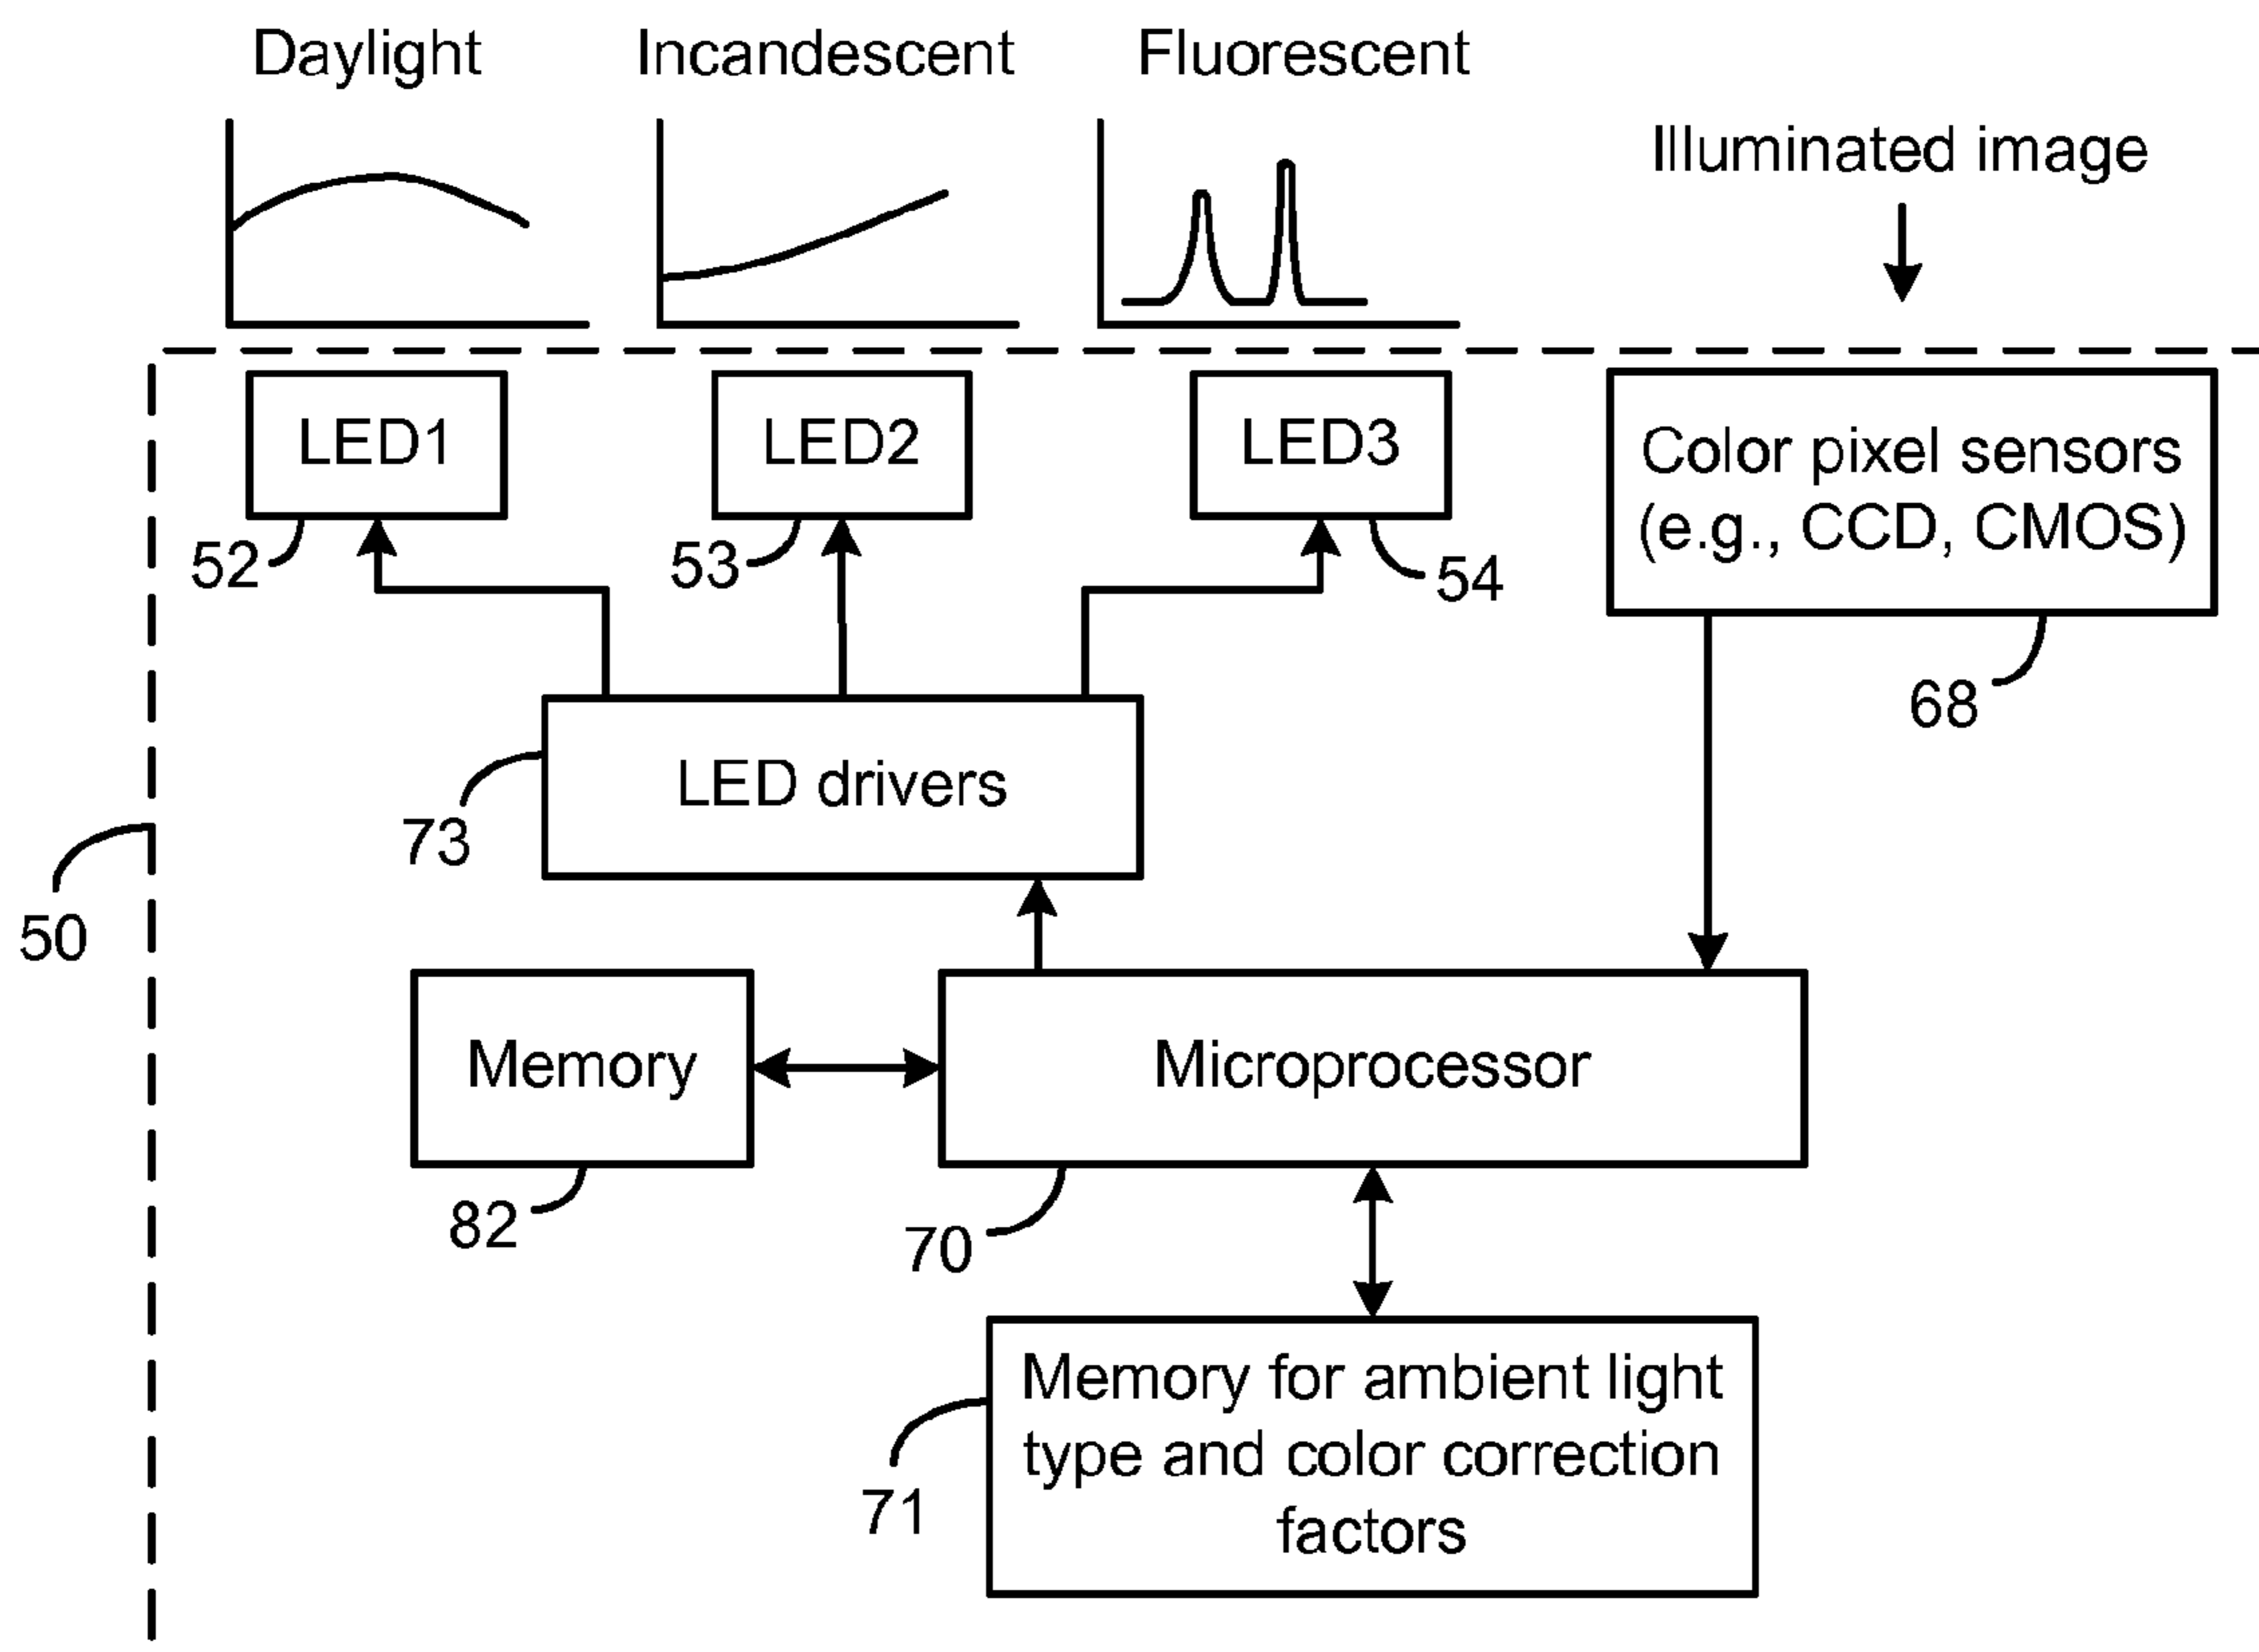 Daylight
Incandescent
Fluorescent
Illuminated image
LED1
LED2
LED3
Color pixel sensors
(e.g., CCD, CMOS)
52
53
54
68
LED drivers
73
50
Memory
Microprocessor
82
70
Memory for ambient light
type and color correction
factors
71